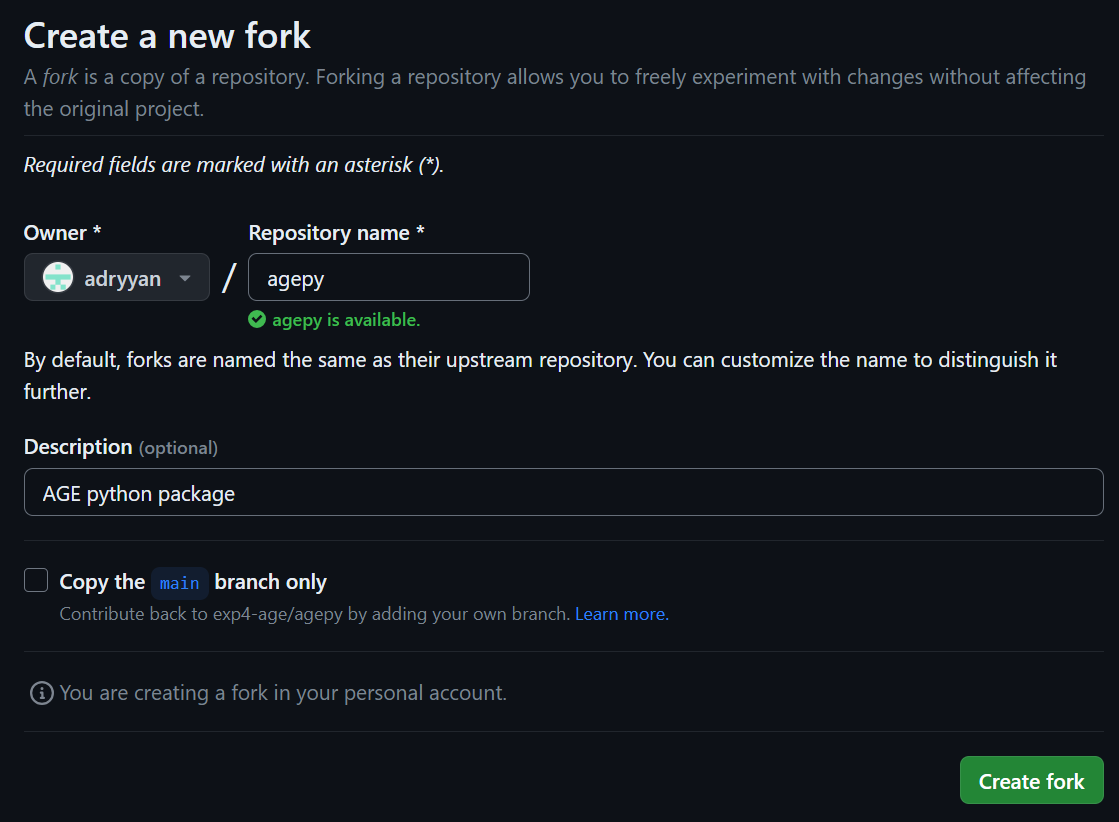 Create a new fork
A fork is a copy of a repository. Forking a repository allows you to freely experiment with changes without affecting
the original project.
Required fields are marked with an asterisk (*).
Owner *
Repository name *
adryyan
/
agepy
agepy is available.
By default, forks are named the same as their upstream repository. You can customize the name to distinguish it
further.
Description (optional)
AGE python package
Copy the main branch only
Contribute back to exp4-age/agepy by adding your own branch. Learn more.
You are creating a fork in your personal account.
Create fork